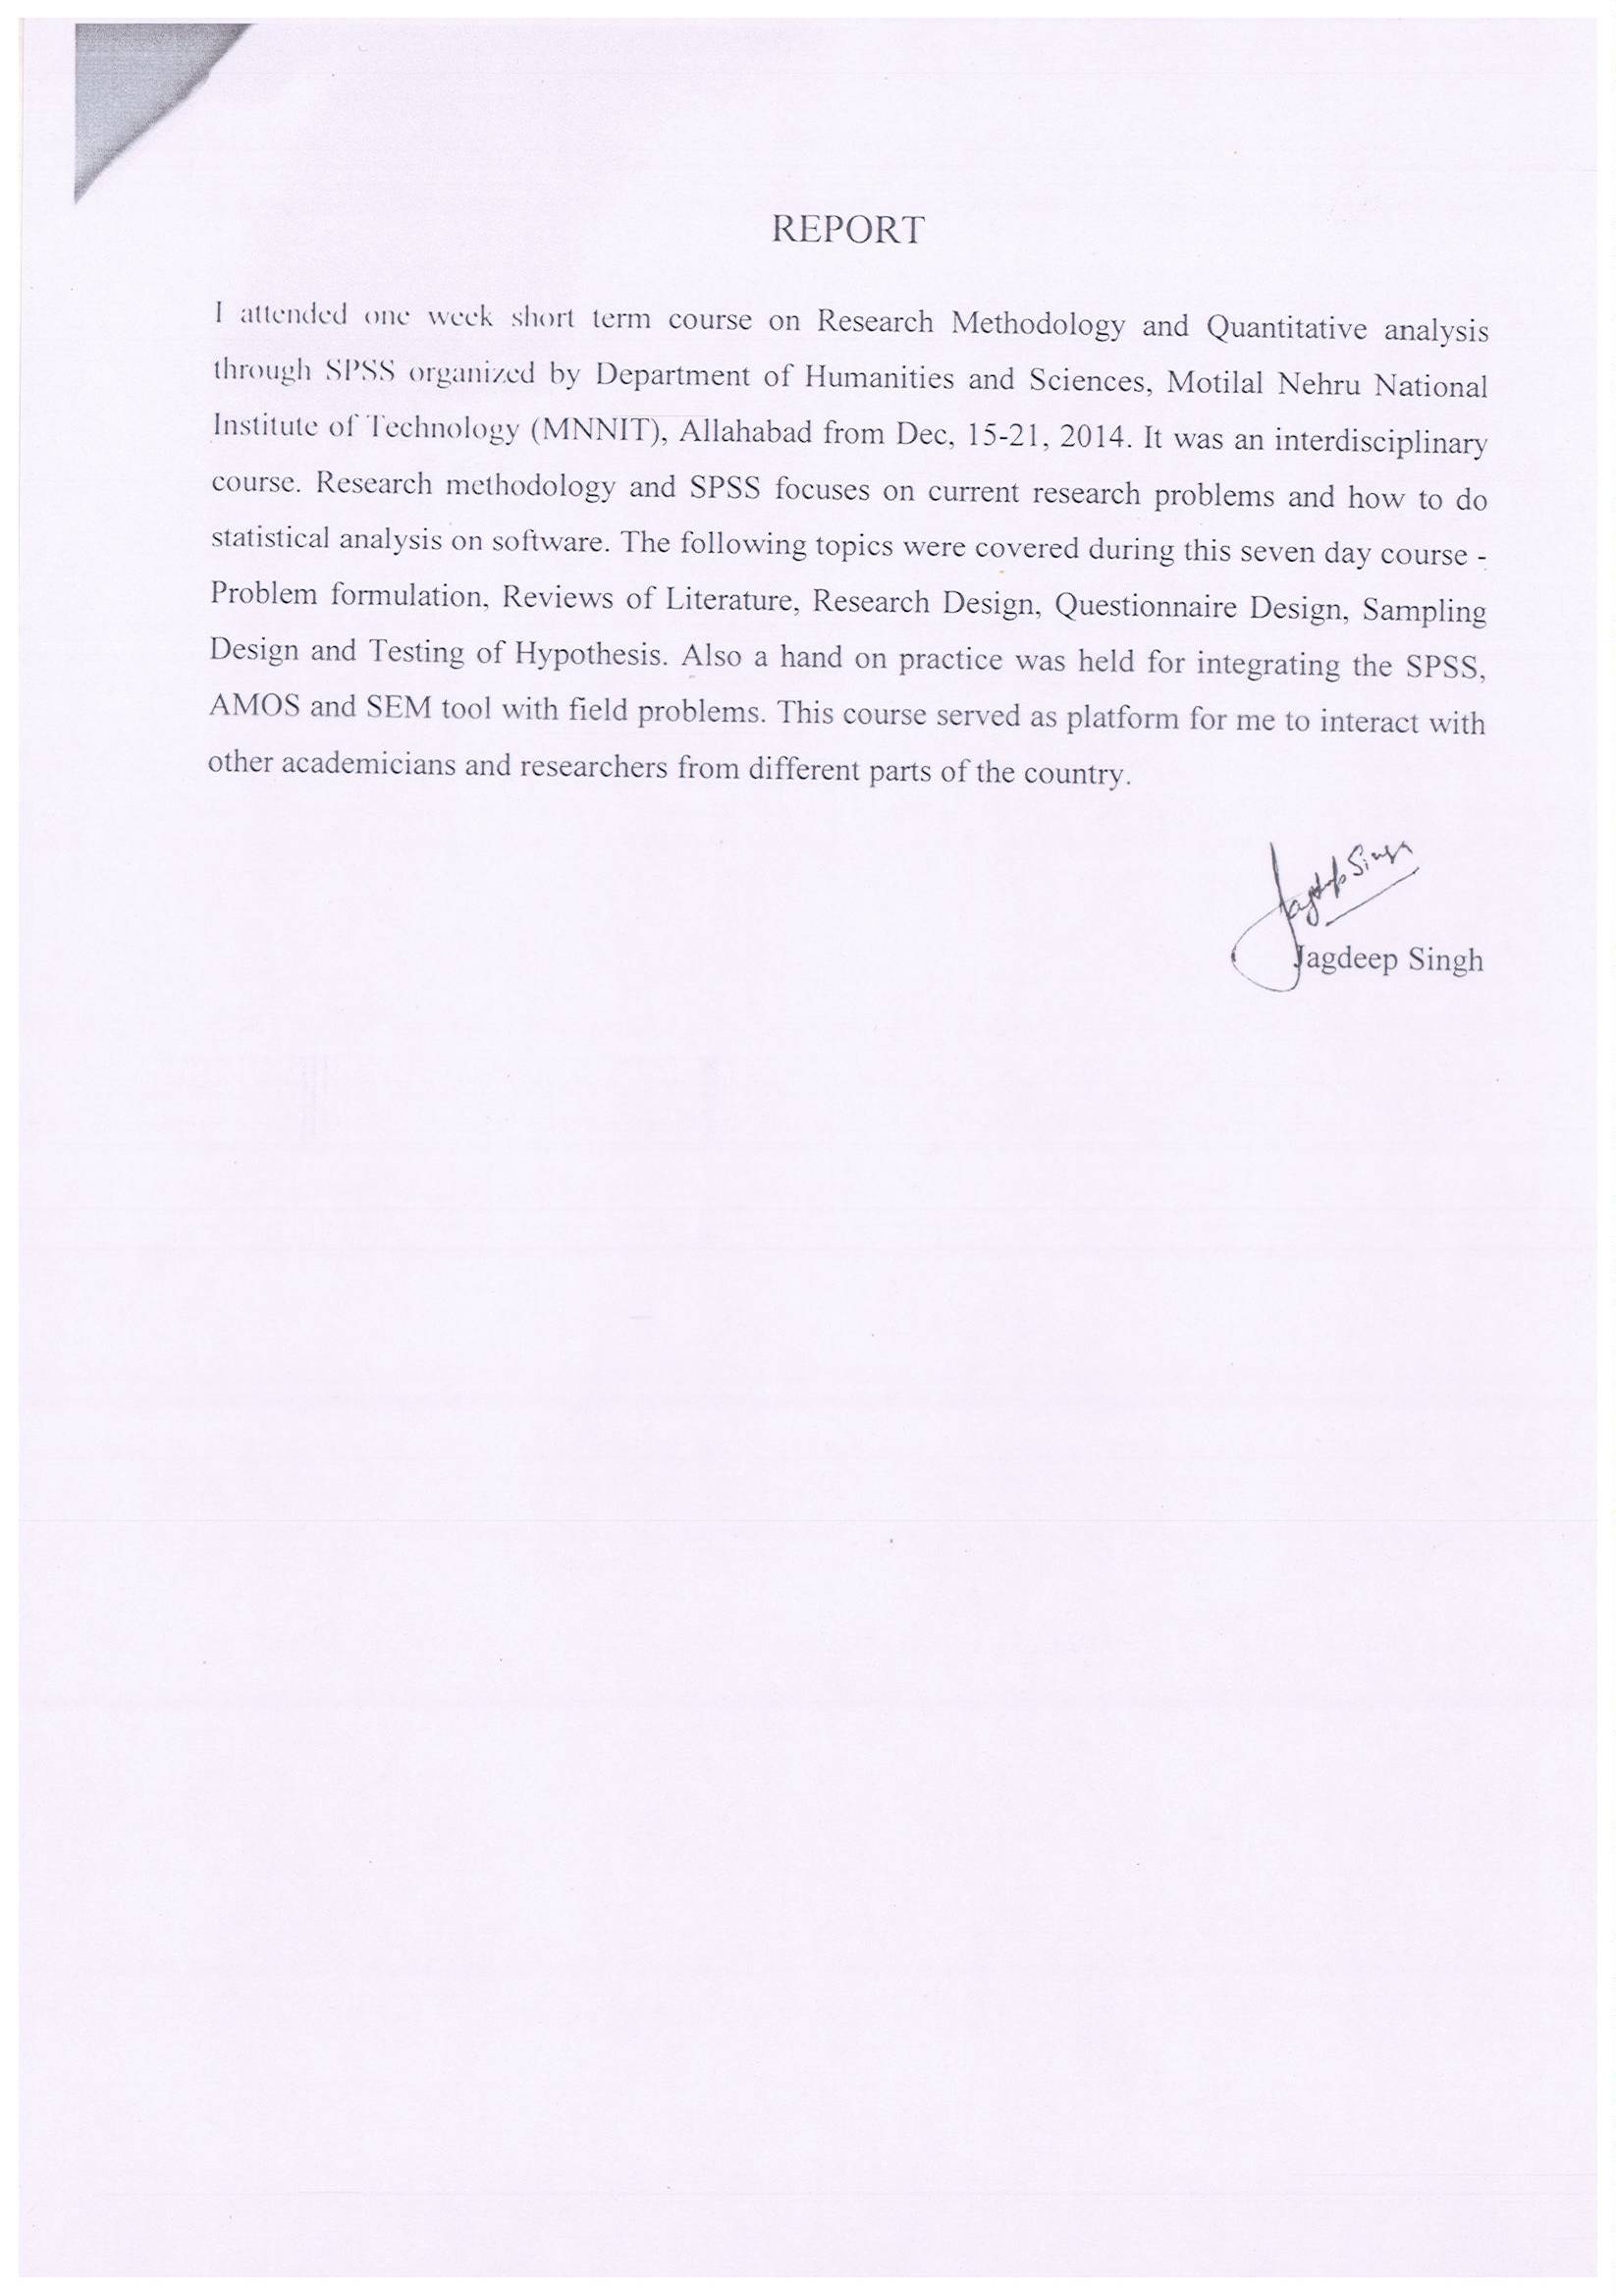 REPORT
I attended one week short term course on Research Methodology and Quantitative analysis
through SPSS organized by Department of Humanities and Sciences, Motilal Nehru National
Institute of Technology (MNNIT), Allahabad from Dec, 15-21, 2014. It was an interdisciplinary
course. Research methodology and SPSS focuses on current research problems and how to do
statistical analysis on software. The following topics were covered during this seven day course -
Problem formulation, Reviews of Literature, Research Design, Questionnaire Design, Sampling
Design and Testing of Hypothesis. Also a hand on practice was held for integrating the SPSS,
AMOS and SEM tool with field problems. This course served as platform for me to interact with
other academicians and researchers from different parts of the country.
Jagdeep Singh
Jagdeep Singh